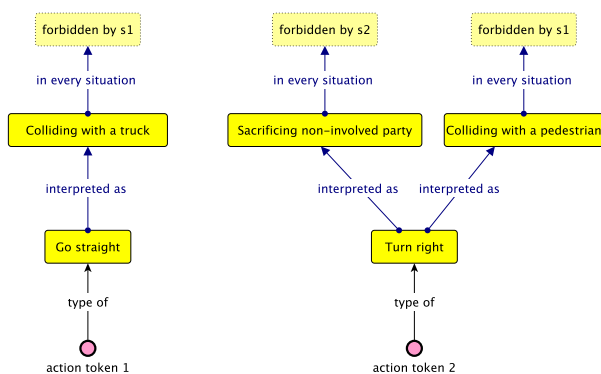 forbidden by s1
forbidden by s2
forbidden by s1
in every situation
in every situation
in every situation
Colliding with a truck
Sacrificing non-involved party
Colliding with a pedestrian
interpreted as
interpreted as
interpreted as
Go straight
Turn right
type of
type of
action token 1
action token 2